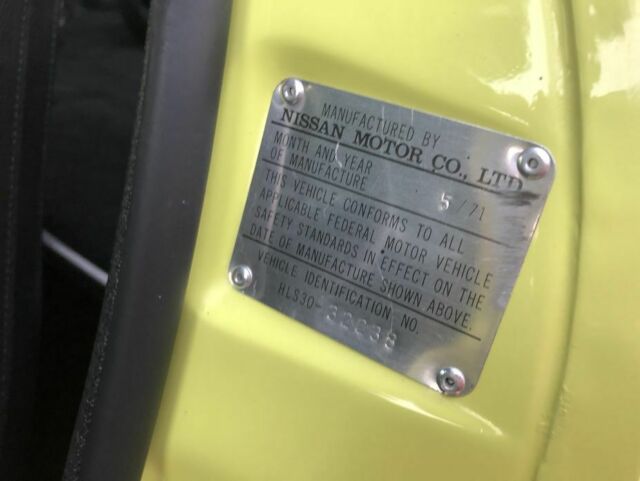 MANUFACTURED BY
NISSAN MOTOR CO., LTD.
MONTH AND YEAR
OF MANUFACTURE 5/71
THIS VEHICLE CONFORMS TO ALL
APPLICABLE FEDERAL MOTOR VEHICLE
SAFETY STANDARDS IN EFFECT ON THE
DATE OF MANUFACTURE SHOWN ABOVE.
VEHICLE IDENTIFICATION NO.
HLS30-